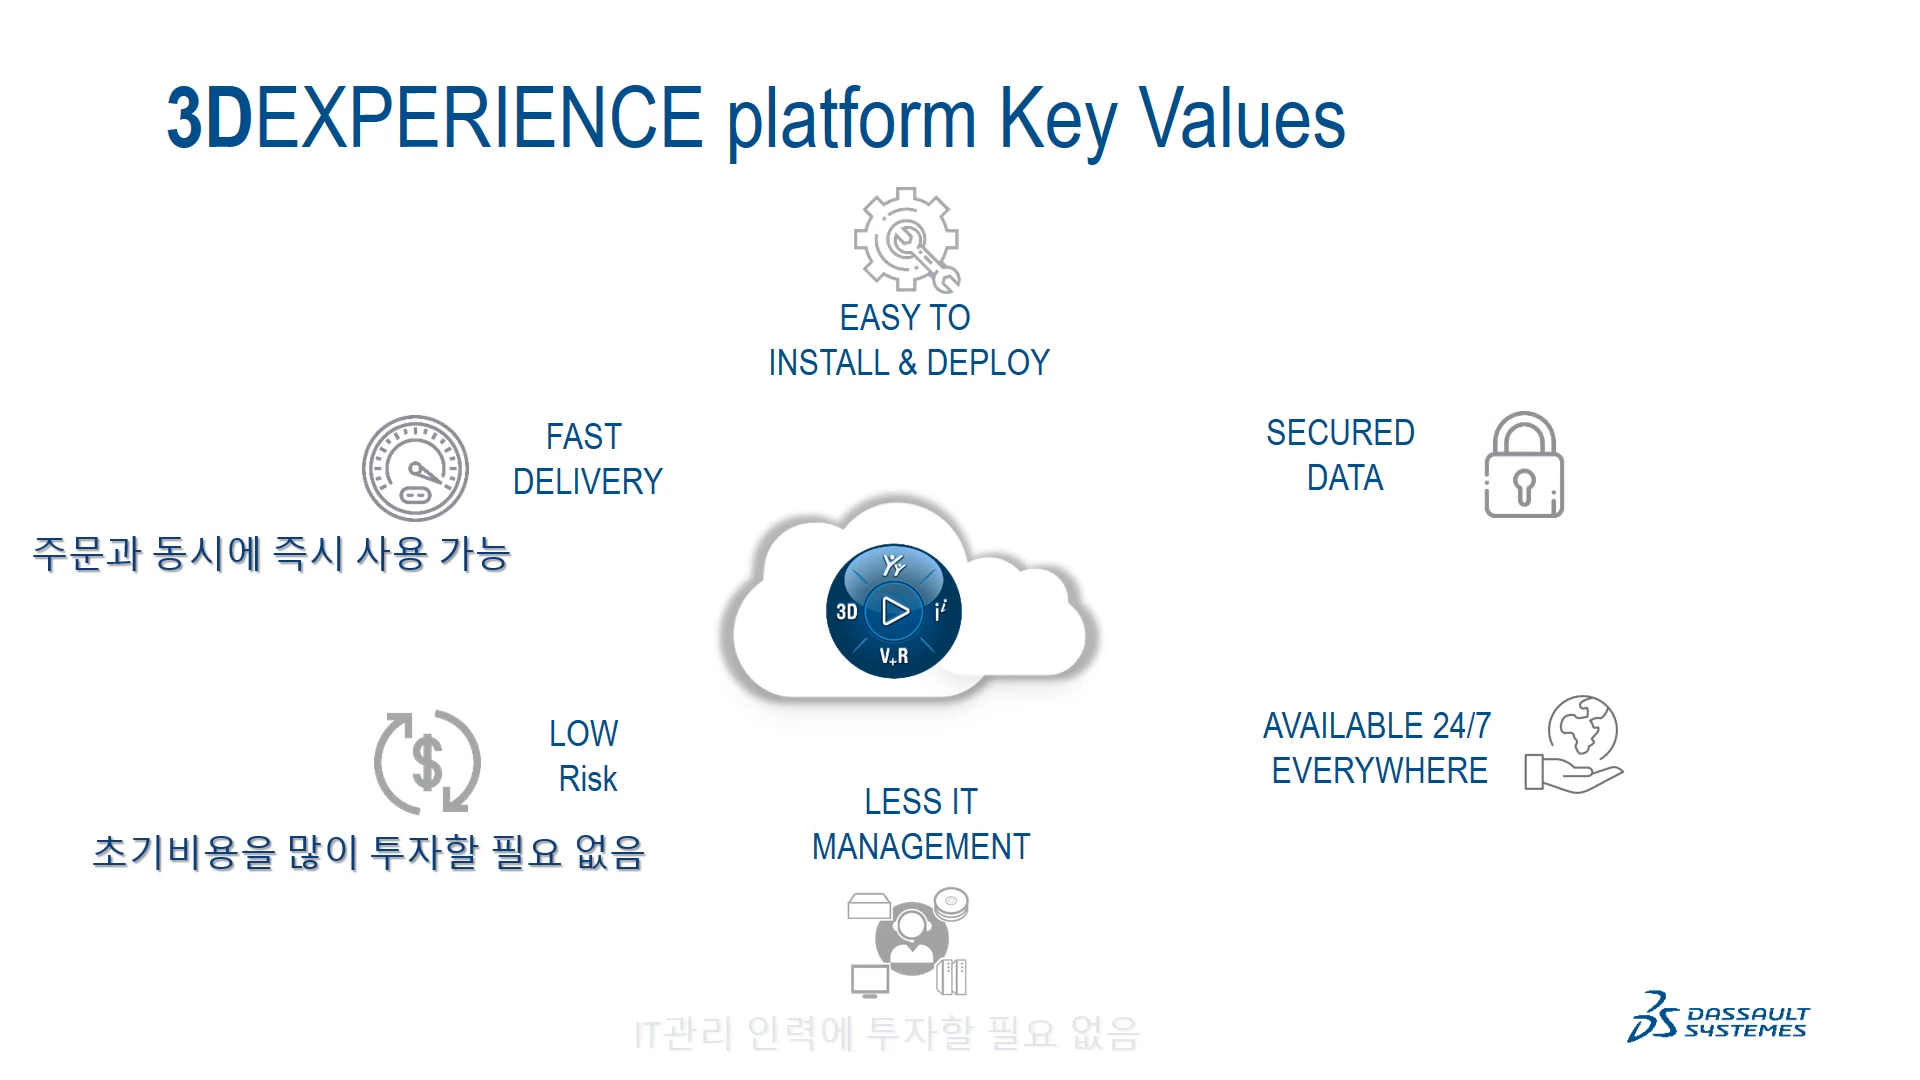 3DEXPERIENCE platform Key Values
EASY TO
INSTALL & DEPLOY
FAST
DELIVERY
주문과 동시에 즉시 사용 가능
SECURED
DATA
3D
i i
V+R
LOW
Risk
초기비용을 많이 투자할 필요 없음
AVAILABLE 24/7
EVERYWHERE
LESS IT
MANAGEMENT
IT관리 인력에 투자할 필요 없음
3DS DASSAULT
SYSTEMES